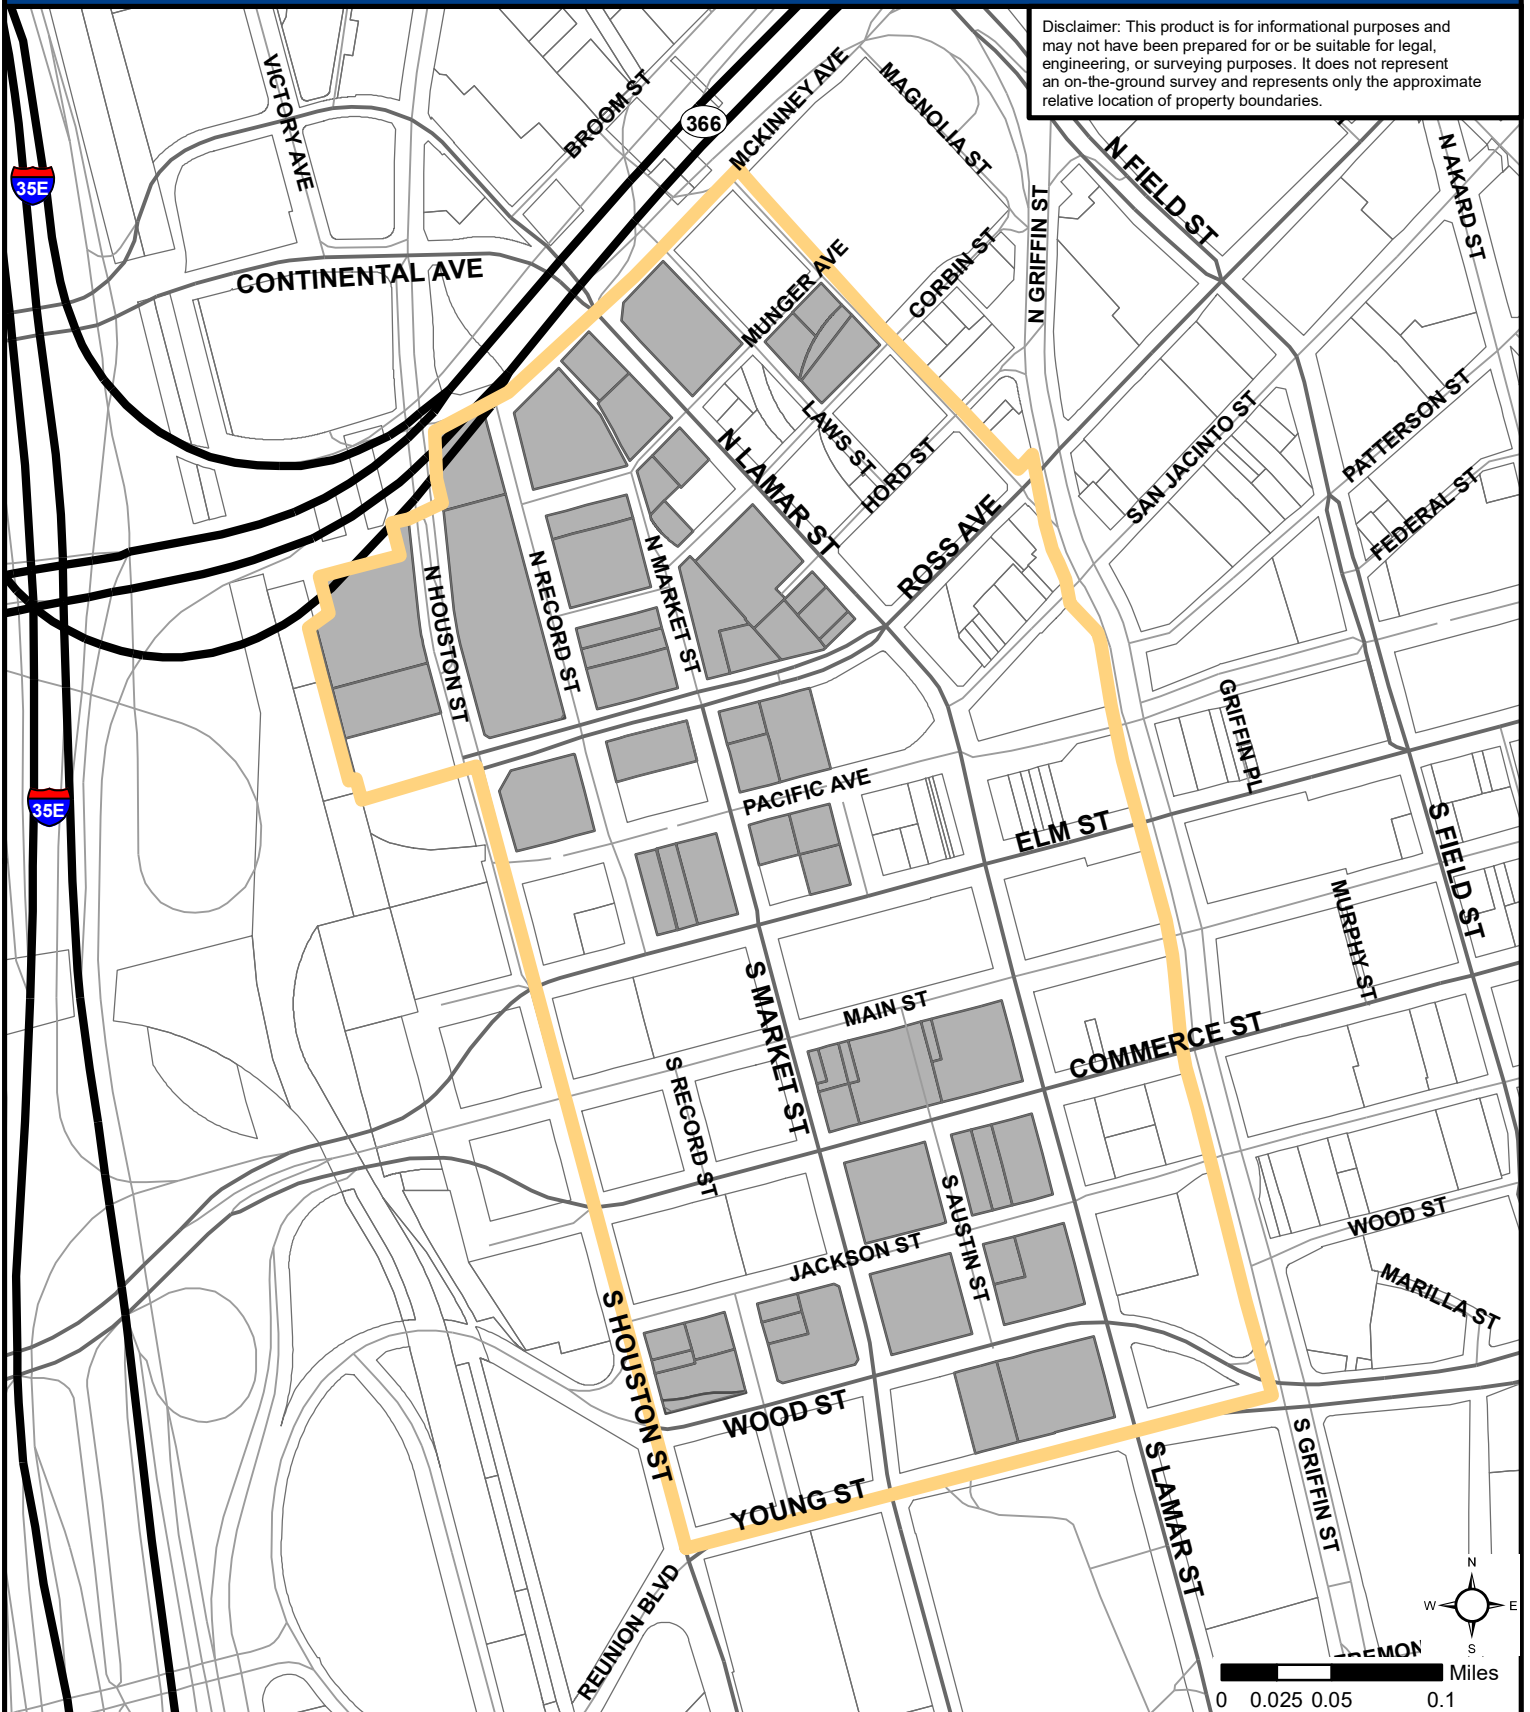 Disclaimer: This product is for informational purposes and
may not have been prepared for or be suitable for legal,
engineering, or surveying purposes. It does not represent
an on-the-ground survey and represents only the approximate
relative location of property boundaries.
VICTORY AVE
BROOM ST
366
MCKINNEY AVE
MAGNOLIA ST
N FIELD ST
N AKARD ST
35E
CONTINENTAL AVE
MUNGER AVE
CORBIN ST
N GRIFFIN ST
LAWS ST
HORD ST
N LAMAR ST
ROSS AVE
SAN JACINTO ST
PATTERSON ST
FEDERAL ST
N HOUSTON ST
N RECORD ST
N MARKET ST
GRIFFIN PL
35E
PACIFIC AVE
ELM ST
S FIELD ST
MURPHY ST
S MARKET ST
MAIN ST
COMMERCE ST
S RECORD ST
S AUSTIN ST
JACKSON ST
WOOD ST
MARILLA ST
S HOUSTON ST
WOOD ST
YOUNG ST
S LAMAR ST
S GRIFFIN ST
REUNION BLVD
N
W
E
S
Miles
0 0.025 0.05 0.1